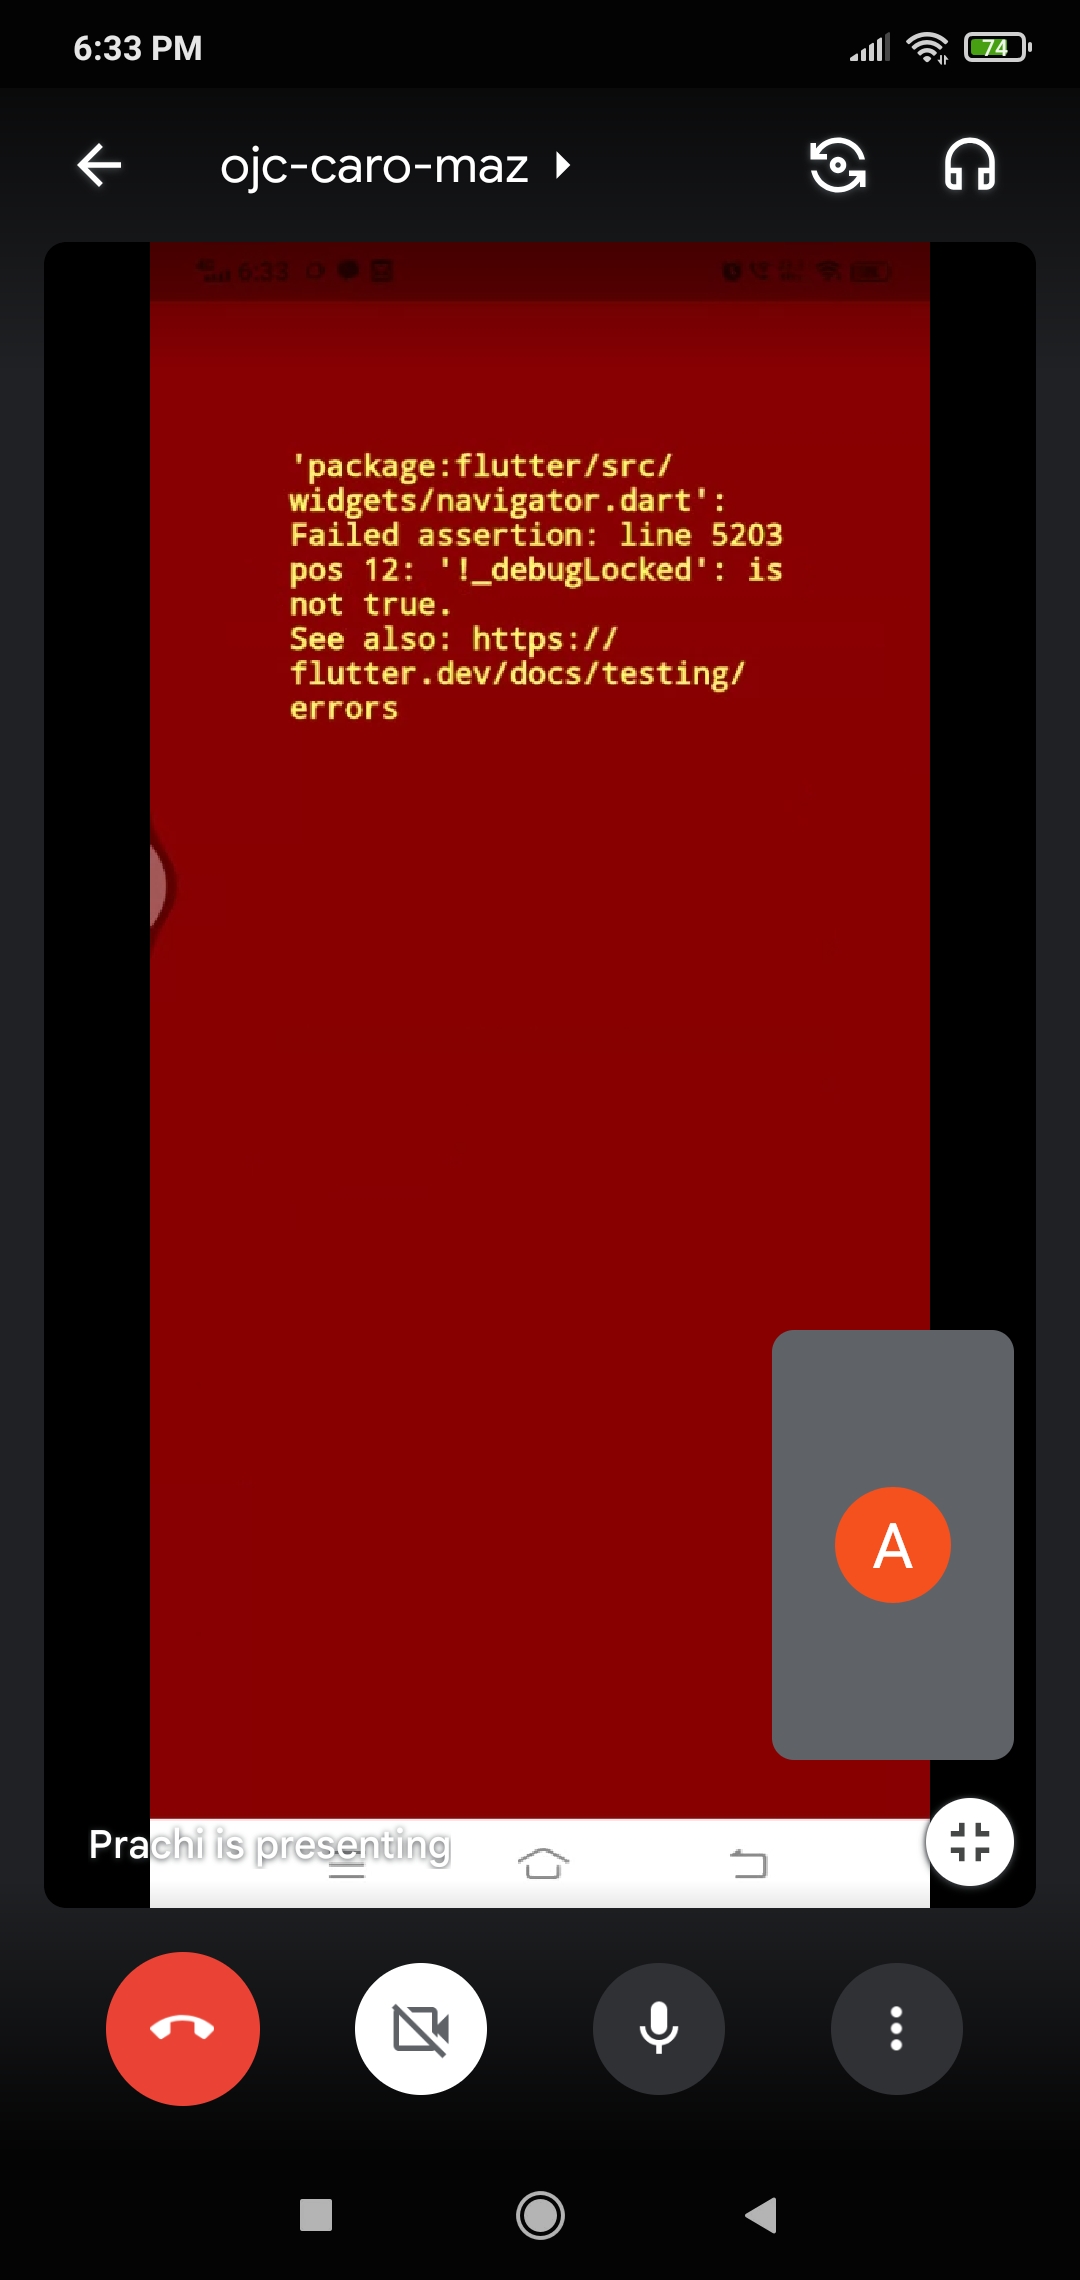 6:33 PM
74
ojc-caro-maz
6:33
'package:flutter/src/
widgets/navigator.dart':
Failed assertion: line 5203
pos 12: '!_debugLocked': is
not true.
See also: https://
flutter.dev/docs/testing/
errors
A
Prachi is presenting